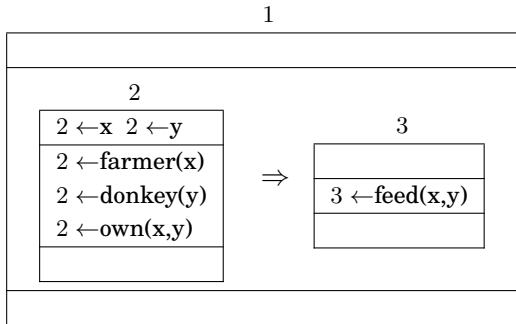 1
2
2 ←x 2 ←y
2 ←farmer(x)
2 ←donkey(y)
2 ←own(x,y)
⇒
3
3 ←feed(x,y)